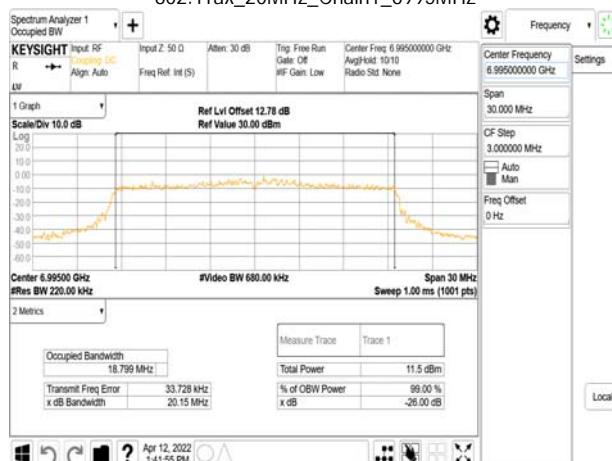 802.11ax_20MHz_Chain1_6995MHz
Spectrum Analyzer 1
Occupied BW
Frequency
KEYSIGHT
R
Input: RF
Coupling: DC
Align: Auto
Input Z: 50 Ω
Freq Ref: Int (S)
Atten: 30 dB
Trig: Free Run
Gate: Off
#IF Gain: Low
Center Freq: 6.995000000 GHz
Avg|Hold: 10/10
Radio Std: None
Center Frequency
6.995000000 GHz
Settings
Span
30.000 MHz
CF Step
3.000000 MHz
Auto
Man
Freq Offset
0 Hz
Local
1 Graph
Scale/Div 10.0 dB
Ref Lvl Offset 12.78 dB
Ref Value 30.00 dBm
Log
20.0
10.0
0.00
-10.0
-20.0
-30.0
-40.0
-50.0
-60.0
Center 6.99500 GHz
#Res BW 220.00 kHz
#Video BW 680.00 kHz
Span 30 MHz
Sweep 1.00 ms (1001 pts)
2 Metrics
Measure Trace Trace 1
Occupied Bandwidth
18.799 MHz
Total Power 11.5 dBm
Transmit Freq Error 33.728 kHz
% of OBW Power 99.00 %
x dB Bandwidth 20.15 MHz
x dB -26.00 dB
Apr 12, 2022
1:41:55 PM